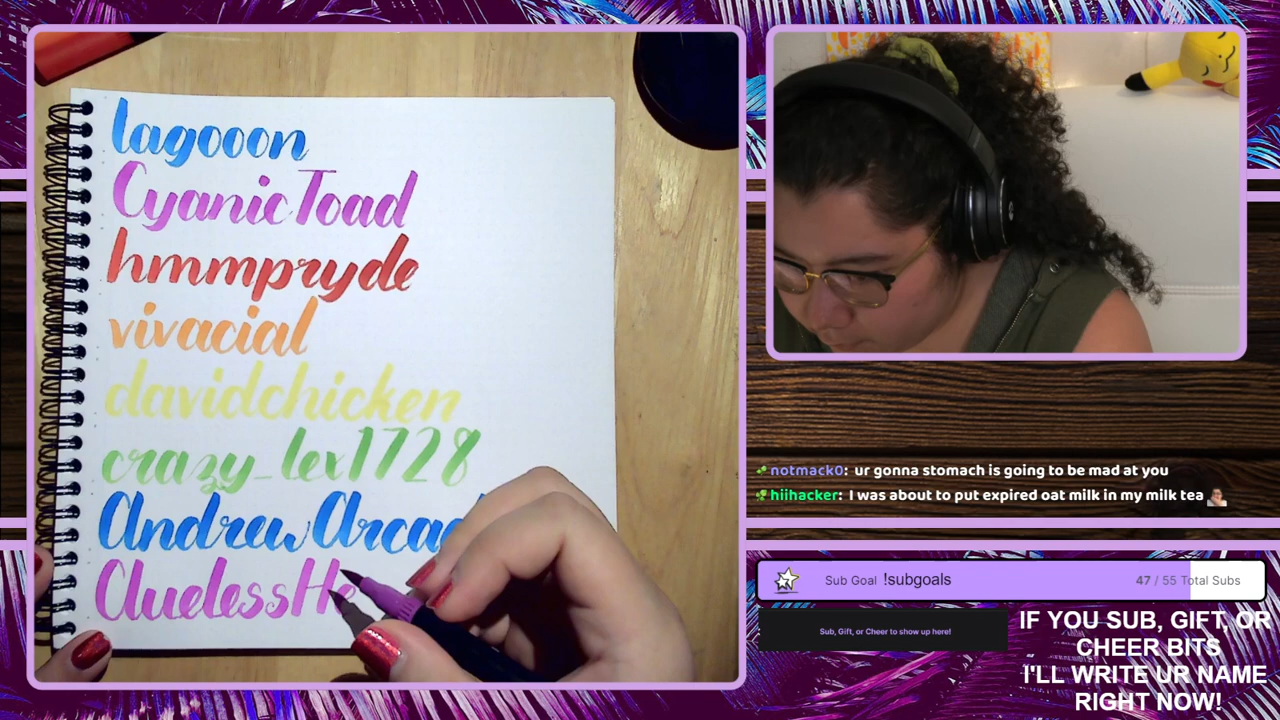 lagooon
CyanicToad
hmmpryde
vivacial
davidchicken
crazy_lex1728
CluelessHe
notmack0: ur gonna stomach is going to be mad at you
hiihacker: I was about to put expired oat milk in my milk tea
Sub Goal !subgoals 47 / 55 Total Subs
Sub, Gift, or Cheer to show up here!
IF YOU SUB, GIFT, OR
CHEER BITS
I'LL WRITE UR NAME
RIGHT NOW!